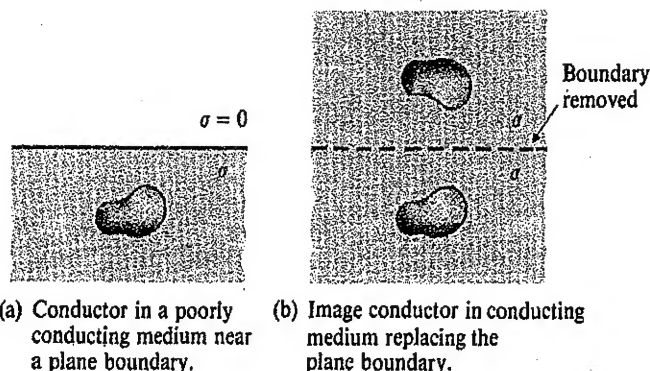 σ = 0
σ
σ
σ
Boundary
removed
(a) Conductor in a poorly
conducting medium near
a plane boundary.
(b) Image conductor in conducting
medium replacing the
plane boundary.